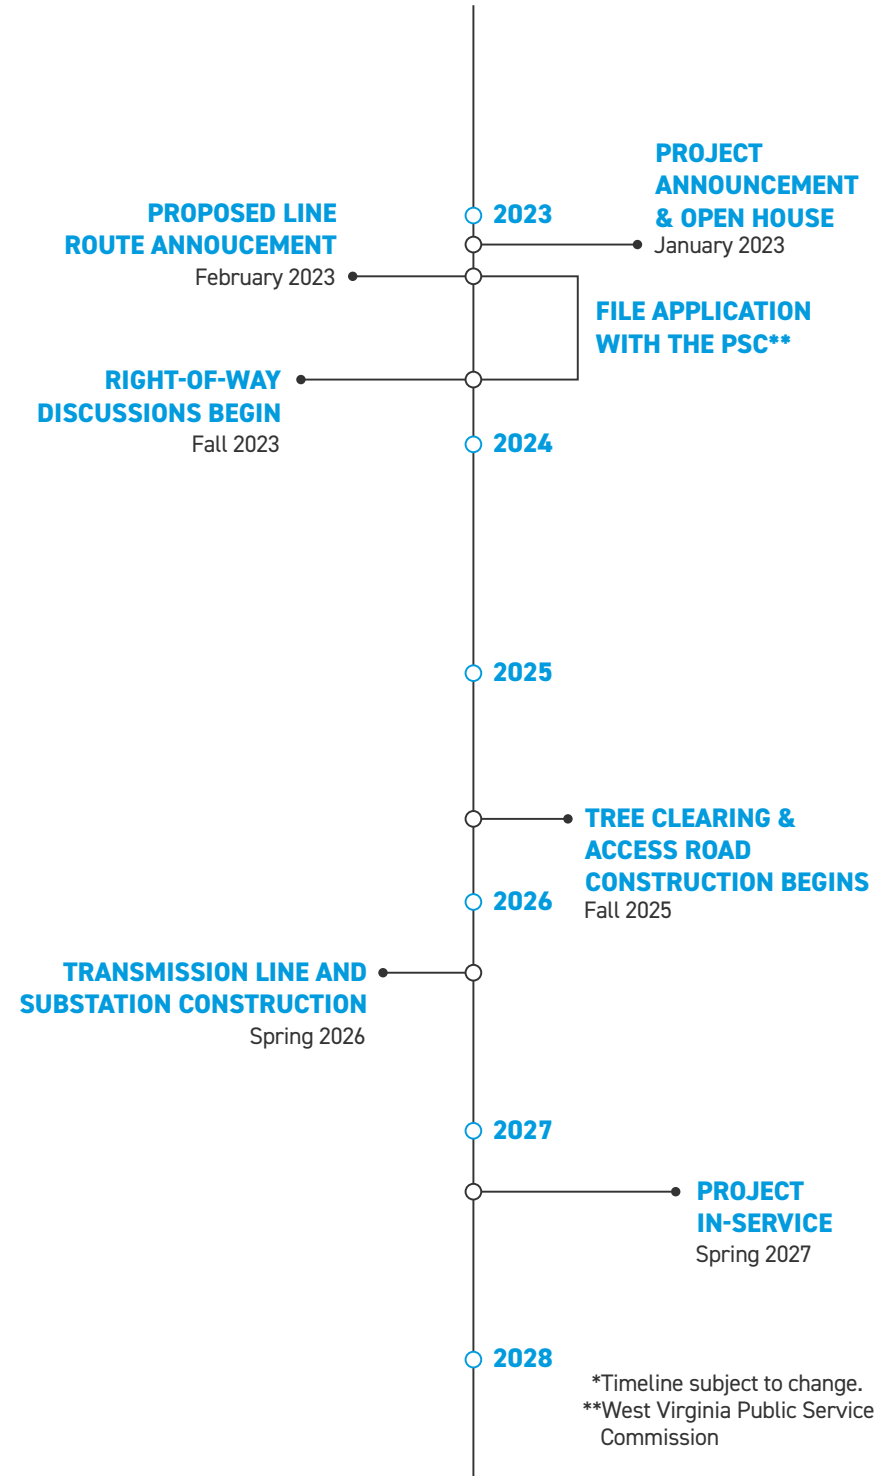 PROJECT
ANNOUNCEMENT
& OPEN HOUSE
January 2023
2023
PROPOSED LINE
ROUTE ANNOUCEMENT
February 2023
FILE APPLICATION
WITH THE PSC**
RIGHT-OF-WAY
DISCUSSIONS BEGIN
Fall 2023
2024
2025
TREE CLEARING &
ACCESS ROAD
CONSTRUCTION BEGINS
Fall 2025
2026
TRANSMISSION LINE AND
SUBSTATION CONSTRUCTION
Spring 2026
2027
PROJECT
IN-SERVICE
Spring 2027
2028
*Timeline subject to change.
**West Virginia Public Service
Commission